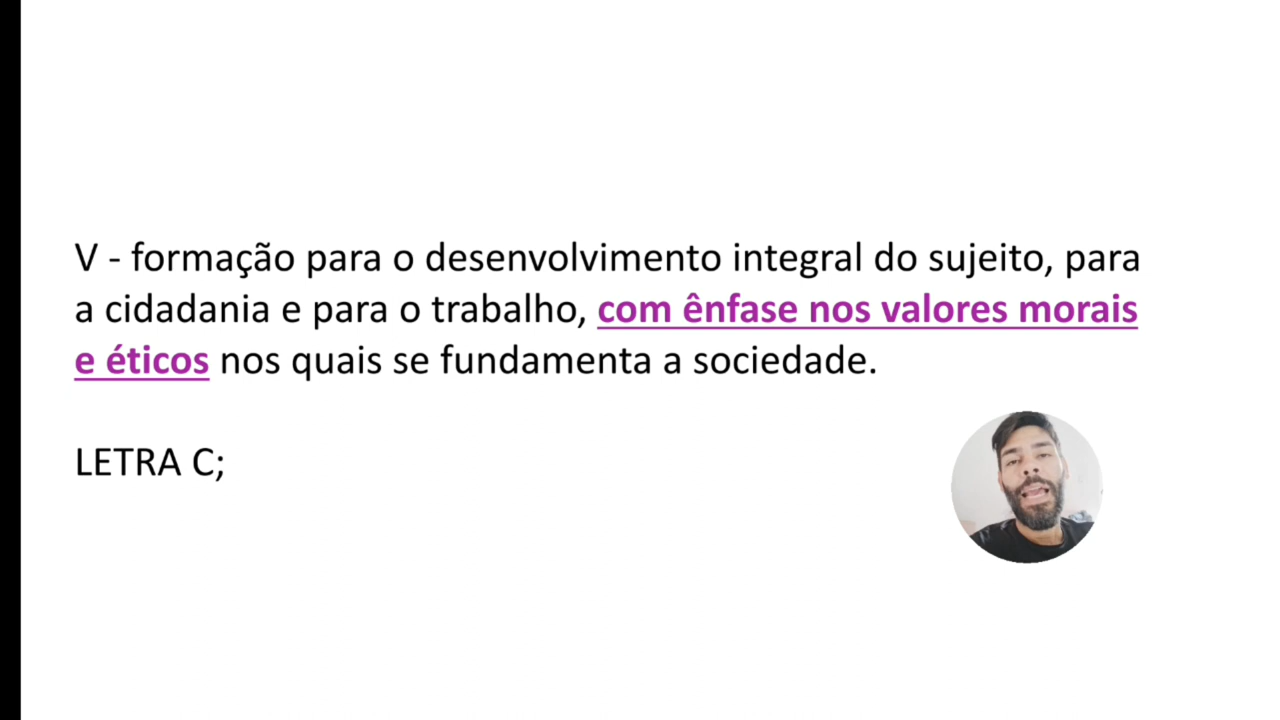 V - formação para o desenvolvimento integral do sujeito, para
a cidadania e para o trabalho, com ênfase nos valores morais
e éticos nos quais se fundamenta a sociedade.
LETRA C;